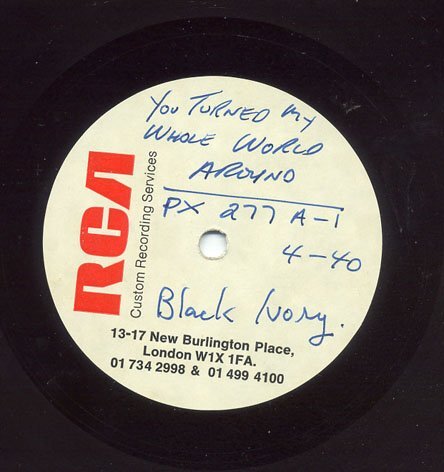 You TURNED MY
WHOLE WORLD
AROUND
PX 277 A-1
4-40
Black Ivory.
RCA
Custom Recording Services
13-17 New Burlington Place,
London W1X 1FA.
01 734 2998 & 01 499 4100